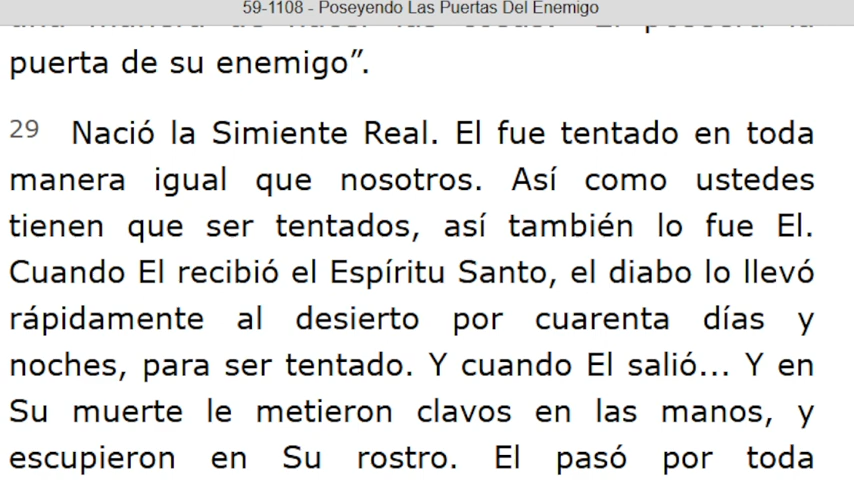 59-1108 - Poseyendo Las Puertas Del Enemigo
puerta de su enemigo”.
29 Nació la Simiente Real. El fue tentado en toda
manera igual que nosotros. Así como ustedes
tienen que ser tentados, así también lo fue El.
Cuando El recibió el Espíritu Santo, el diabo lo llevó
rápidamente al desierto por cuarenta días y
noches, para ser tentado. Y cuando El salió... Y en
Su muerte le metieron clavos en las manos, y
escupieron en Su rostro. El pasó por toda